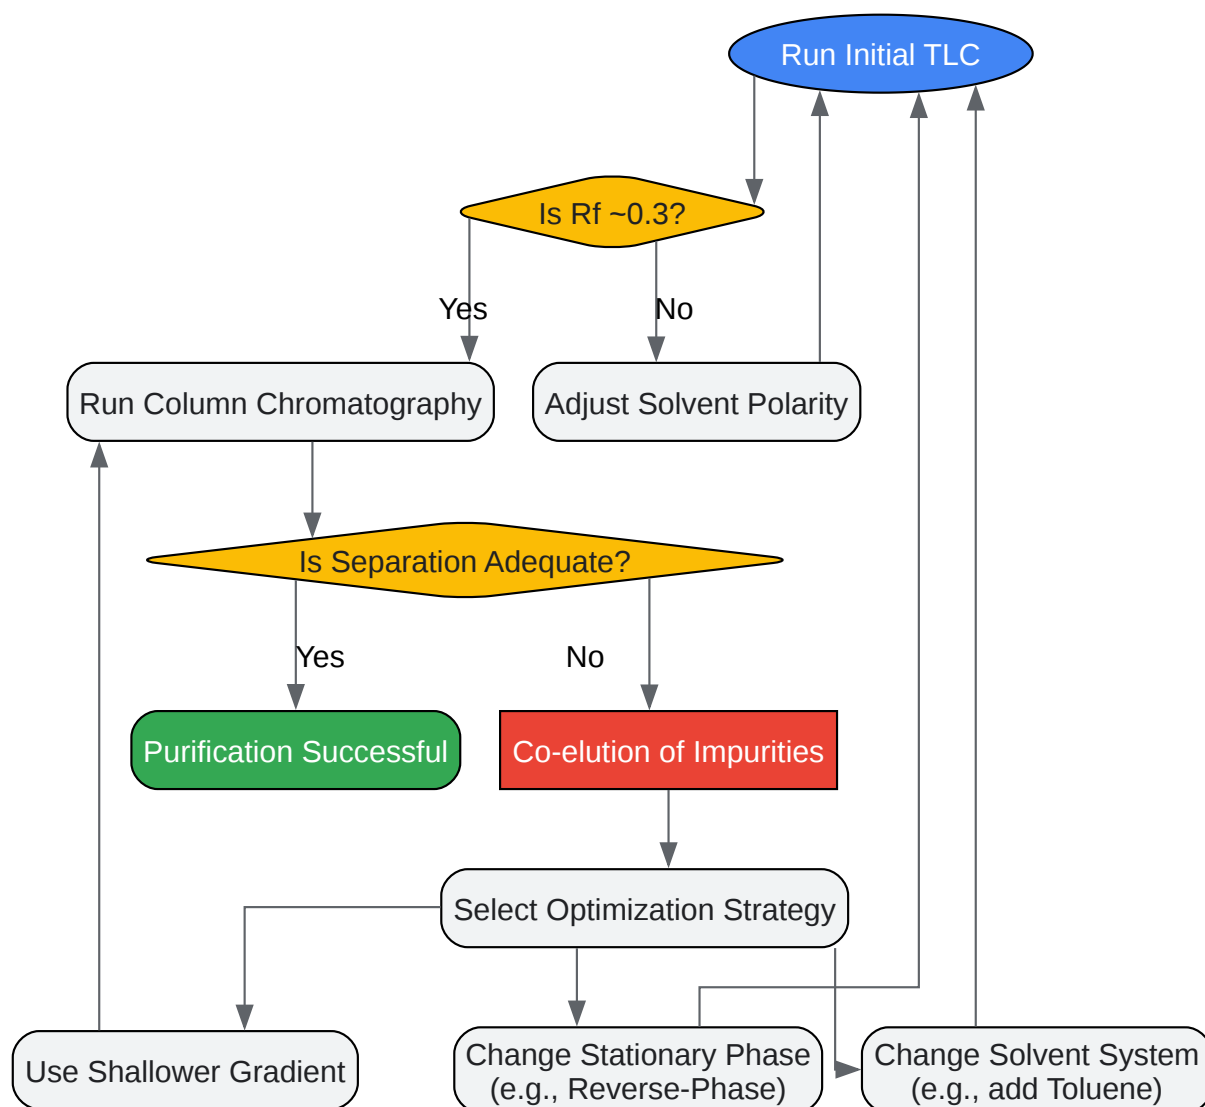 Run Initial TLC
Is Rf ~0.3?
Yes
No
Run Column Chromatography
Adjust Solvent Polarity
Is Separation Adequate?
Yes
No
Purification Successful
Co-elution of Impurities
Select Optimization Strategy
Use Shallower Gradient
Change Stationary Phase
(e.g., Reverse-Phase)
Change Solvent System
(e.g., add Toluene)